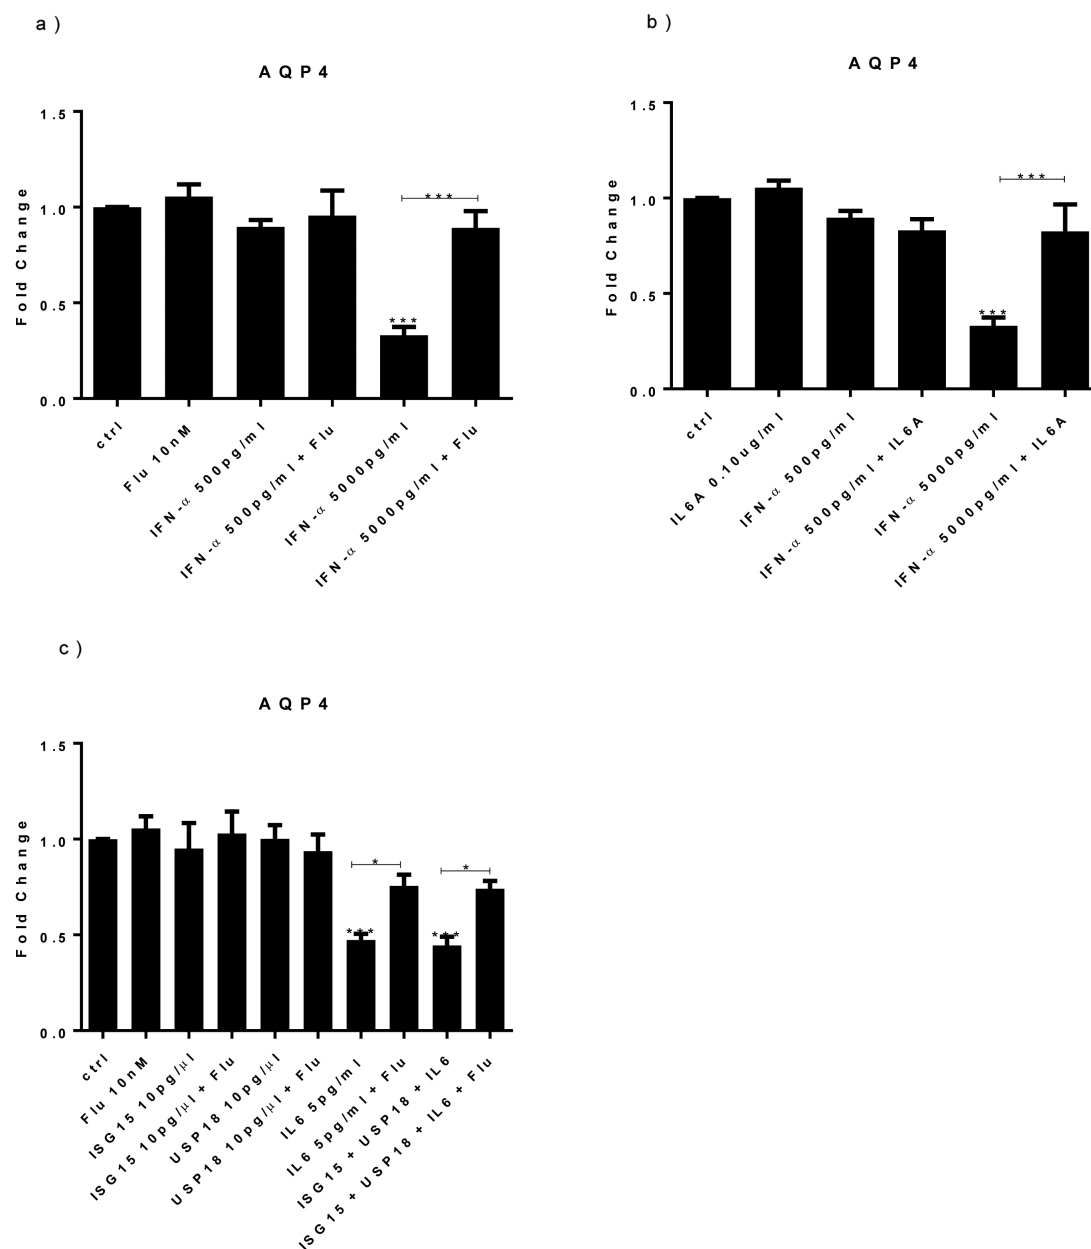 a)
AQP4
Fold Change
1.5
1.0
0.5
0.0
***
***
ctrl
Flu 10nM
IFN-α 500pg/ml
IFN-α 500pg/ml + Flu
IFN-α 5000pg/ml
IFN-α 5000pg/ml + Flu
b)
AQP4
Fold Change
1.5
1.0
0.5
0.0
***
***
ctrl
IL6A 0.10ug/ml
IFN-α 500pg/ml
IFN-α 500pg/ml + IL6A
IFN-α 5000pg/ml
IFN-α 5000pg/ml + IL6A
c)
AQP4
Fold Change
1.5
1.0
0.5
0.0
*
*
***
***
ctrl
Flu 10nM
ISG15 10pg/μl
ISG15 10pg/μl + Flu
USP18 10pg/μl
USP18 10pg/μl + Flu
IL6 5pg/ml
IL6 5pg/ml + Flu
ISG15 + USP18 + IL6
ISG15 + USP18 + IL6 + Flu